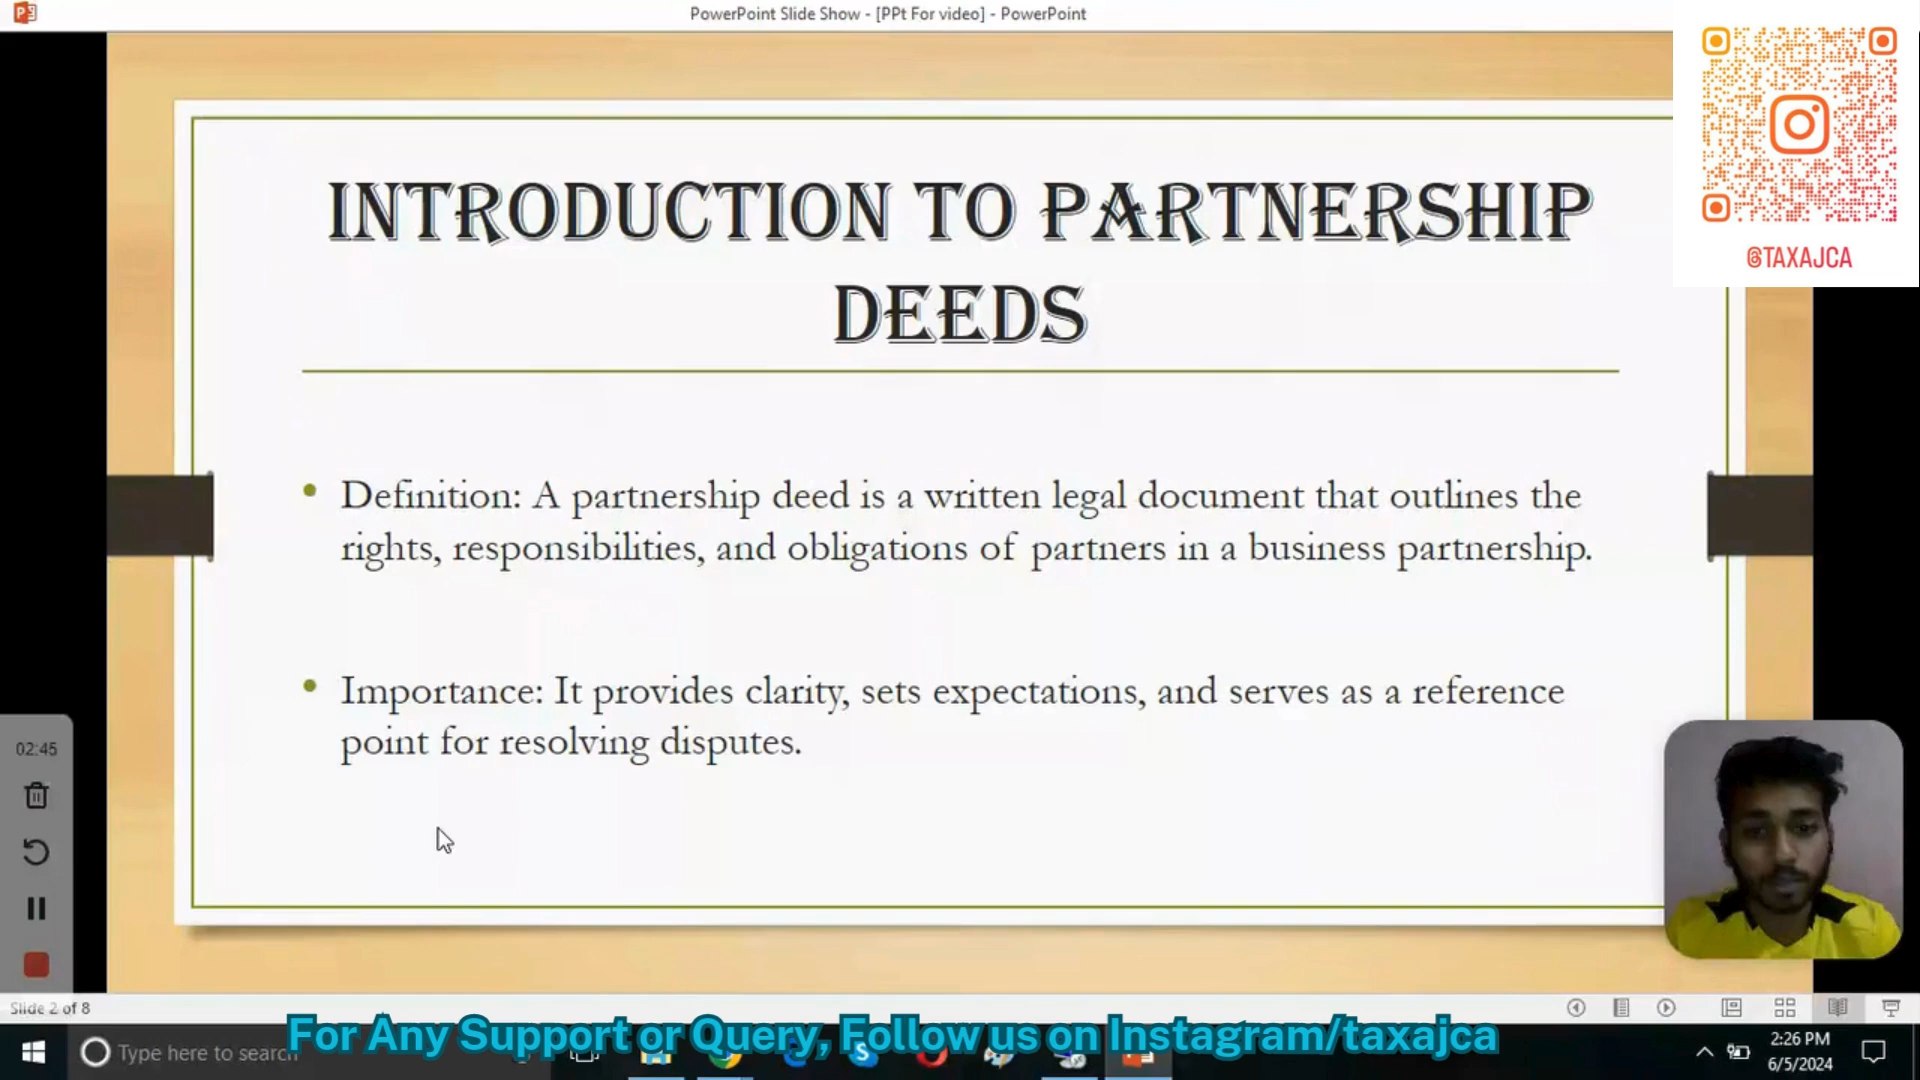 PowerPoint Slide Show - [PPt For video] - PowerPoint
@TAXAJCA
INTRODUCTION TO PARTNERSHIP
DEEDS
• Definition: A partnership deed is a written legal document that outlines the
rights, responsibilities, and obligations of partners in a business partnership.
• Importance: It provides clarity, sets expectations, and serves as a reference
point for resolving disputes.
02:45
Slide 2 of 8
For Any Support or Query, Follow us on Instagram/taxajca
Type here to search
2:26 PM
6/5/2024